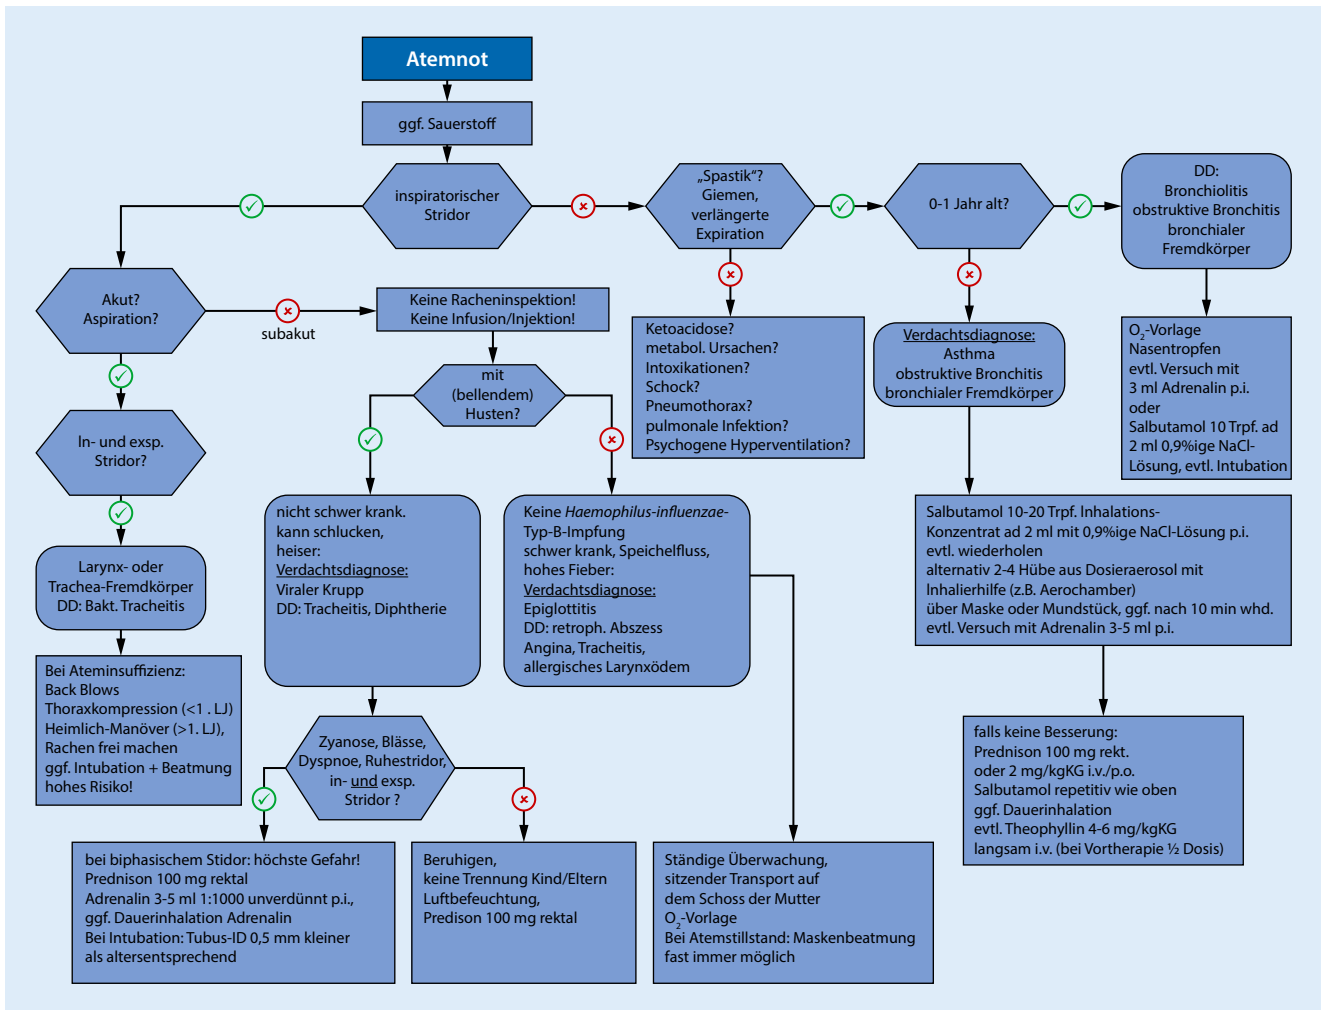 Atemnot
ggf. Sauerstoff
inspiratorischer
Stridor
„Spastik“?
Giemen,
verlängerte
Expiration
0-1 Jahr alt?
DD:
Bronchiolitis
obstruktive Bronchitis
bronchialer
Fremdkörper
Akut?
Aspiration?
subakut
Keine Racheninspektion!
Keine Infusion/Injektion!
Ketoacidose?
metabol. Ursachen?
Intoxikationen?
Schock?
Pneumothorax?
pulmonale Infektion?
Psychogene Hyperventilation?
Verdachtsdiagnose:
Asthma
obstruktive Bronchitis
bronchialer Fremdkörper
O2-Vorlage
Nasentropfen
evtl. Versuch mit
3 ml Adrenalin p.i.
oder
Salbutamol 10 Trpf. ad
2 ml 0,9%ige NaCl-
Lösung, evtl. Intubation
mit
(bellendem)
Husten?
In- und exsp.
Stridor?
nicht schwer krank.
kann schlucken,
heiser:
Verdachtsdiagnose:
Viraler Krupp
DD: Tracheitis, Diphtherie
Keine Haemophilus-influenzae-
Typ-B-Impfung
schwer krank, Speichelfluss,
hohes Fieber:
Verdachtsdiagnose:
Epiglottitis
DD: retroph. Abszess
Angina, Tracheitis,
allergisches Larynxödem
Salbutamol 10-20 Trpf. Inhalations-
Konzentrat ad 2 ml mit 0,9%ige NaCl-Lösung p.i.
evtl. wiederholen
alternativ 2-4 Hübe aus Dosieraerosol mit
Inhalierhilfe (z.B. Aerochamber)
über Maske oder Mundstück, ggf. nach 10 min whd.
evtl. Versuch mit Adrenalin 3-5 ml p.i.
Larynx- oder
Trachea-Fremdkörper
DD: Bakt. Tracheitis
Bei Ateminsuffizienz:
Back Blows
Thoraxkompression (<1 . LJ)
Heimlich-Manöver (>1. LJ),
Rachen frei machen
ggf. Intubation + Beatmung
hohes Risiko!
Zyanose, Blässe,
Dyspnoe, Ruhestridor,
in- und exsp.
Stridor ?
falls keine Besserung:
Prednison 100 mg rekt.
oder 2 mg/kgKG i.v./p.o.
Salbutamol repetitiv wie oben
ggf. Dauerinhalation
evtl. Theophyllin 4-6 mg/kgKG
langsam i.v. (bei Vortherapie ½ Dosis)
bei biphasischem Stidor: höchste Gefahr!
Prednison 100 mg rektal
Adrenalin 3-5 ml 1:1000 unverdünnt p.i.,
ggf. Dauerinhalation Adrenalin
Bei Intubation: Tubus-ID 0,5 mm kleiner
als altersentsprechend
Beruhigen,
keine Trennung Kind/Eltern
Luftbefeuchtung,
Predison 100 mg rektal
Ständige Überwachung,
sitzender Transport auf
dem Schoss der Mutter
O2-Vorlage
Bei Atemstillstand: Maskenbeatmung
fast immer möglich